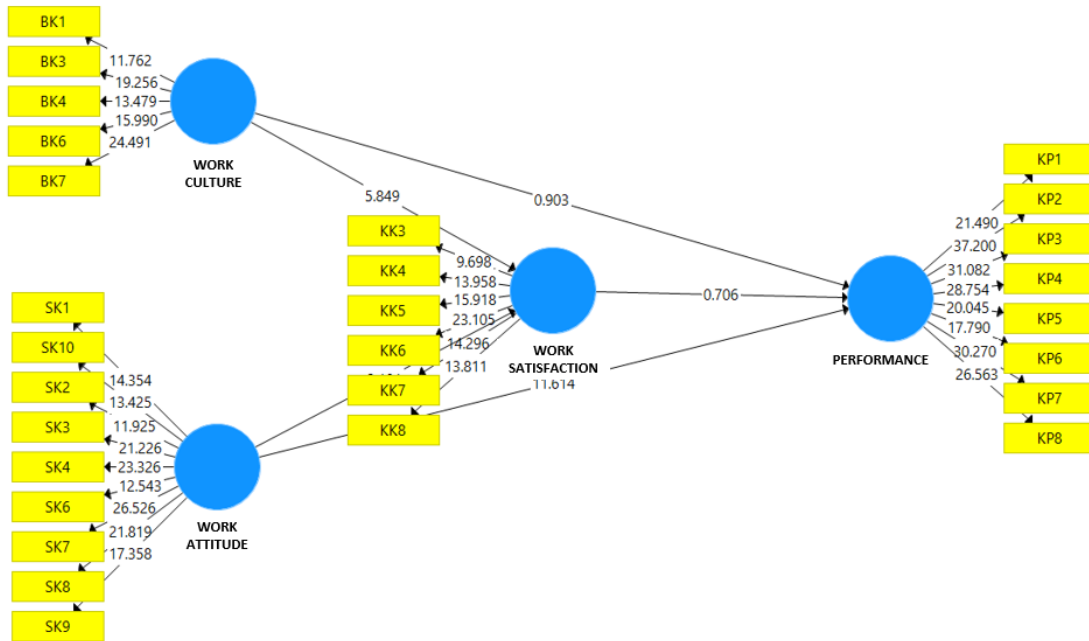 BK1
BK3
BK4
BK6
BK7
11.762
19.256
13.479
15.990
24.491
WORK
CULTURE
5.849
0.903
KK3
KK4
KK5
KK6
KK7
KK8
9.698
13.958
15.918
23.105
14.296
13.811
WORK
SATISFACTION
0.706
11.614
KP1
KP2
KP3
KP4
KP5
KP6
KP7
KP8
21.490
37.200
31.082
28.754
20.045
17.790
30.270
26.563
PERFORMANCE
SK1
SK10
SK2
SK3
SK4
SK6
SK7
SK8
SK9
14.354
13.425
11.925
21.226
23.326
12.543
26.526
21.819
17.358
WORK
ATTITUDE